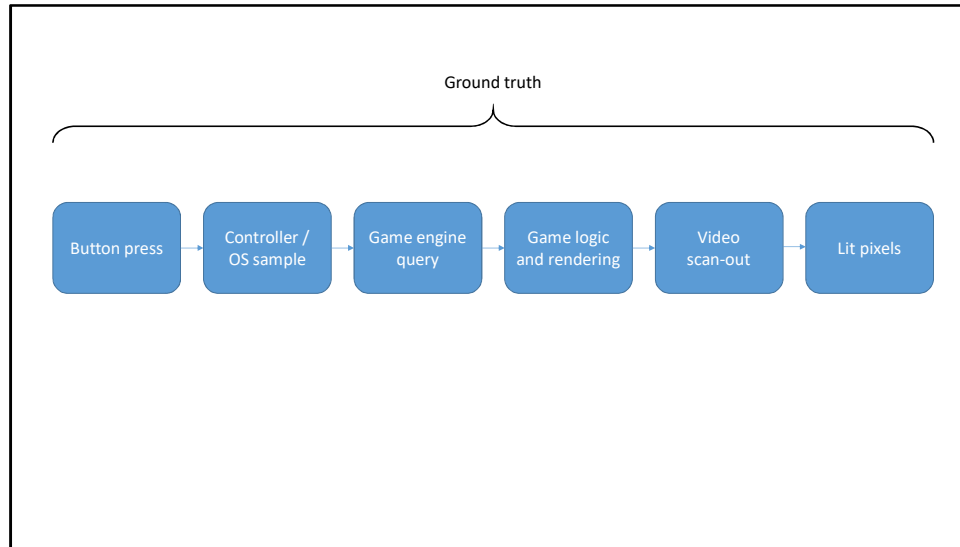 Ground truth
Button press
Controller /
OS sample
Game engine
query
Game logic
and rendering
Video
scan-out
Lit pixels